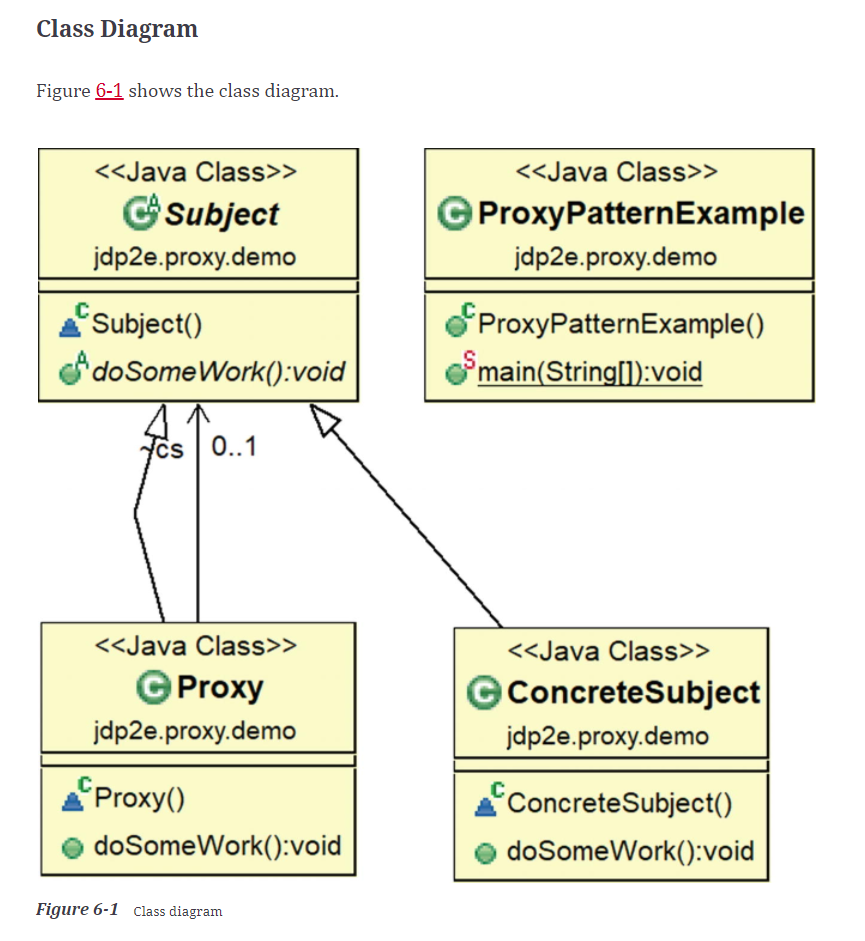 Class Diagram
Figure 6-1 shows the class diagram.
<<Java Class>>
Subject
jdp2e.proxy.demo
Subject()
doSomeWork():void
<<Java Class>>
ProxyPatternExample
jdp2e.proxy.demo
ProxyPatternExample()
main(String[]):void
~cs
0..1
<<Java Class>>
Proxy
jdp2e.proxy.demo
Proxy()
doSomeWork():void
<<Java Class>>
ConcreteSubject
jdp2e.proxy.demo
ConcreteSubject()
doSomeWork():void
Figure 6-1 Class diagram